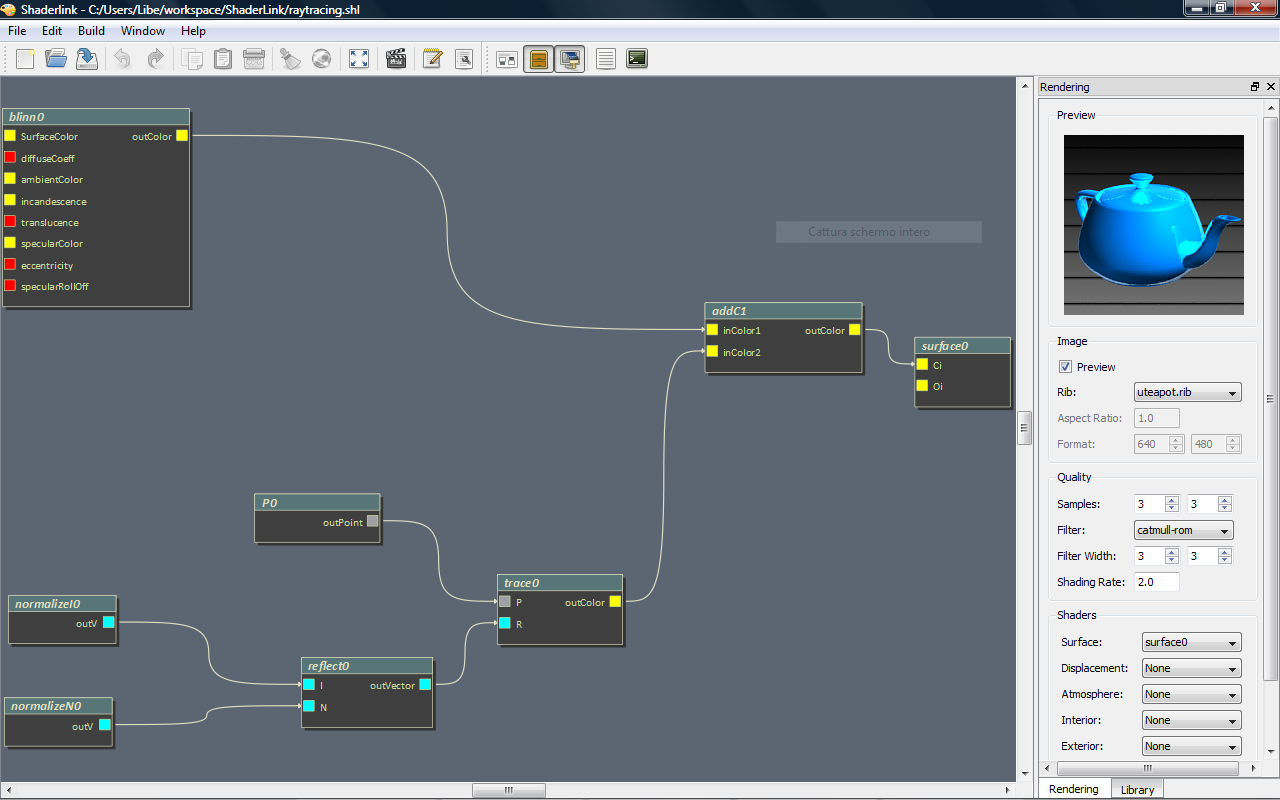 Shaderlink - C:/Users/Libe/workspace/ShaderLink/raytracing.shl
File Edit Build Window Help
blinn0
SurfaceColor outColor
diffuseCoeff
ambientColor
incandescence
translucence
specularColor
eccentricity
specularRollOff
Cattura schermo intero
addC1
inColor1 outColor
inColor2
surface0
Ci
Oi
P0
outPoint
trace0
P outColor
R
normalizeI0
outV
reflect0
I outVector
N
normalizeN0
outV
Rendering
Preview
Image
Preview
Rib: uteapot.rib
Aspect Ratio: 1.0
Format: 640 480
Quality
Samples: 3 3
Filter: catmull-rom
Filter Width: 3 3
Shading Rate: 2.0
Shaders
Surface: surface0
Displacement: None
Atmosphere: None
Interior: None
Exterior: None
Rendering Library